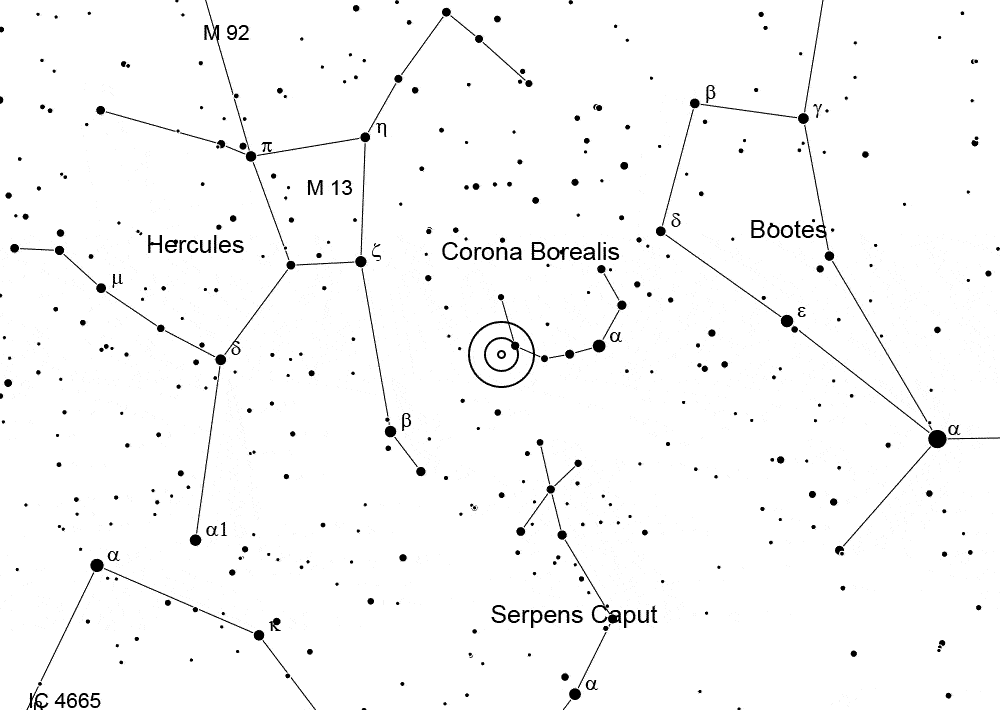 M 92
β
γ
η
π
M 13
δ
Bootes
Hercules
ζ
Corona Borealis
μ
ε
α
δ
β
α
α1
α
Serpens Caput
κ
α
IC 4665